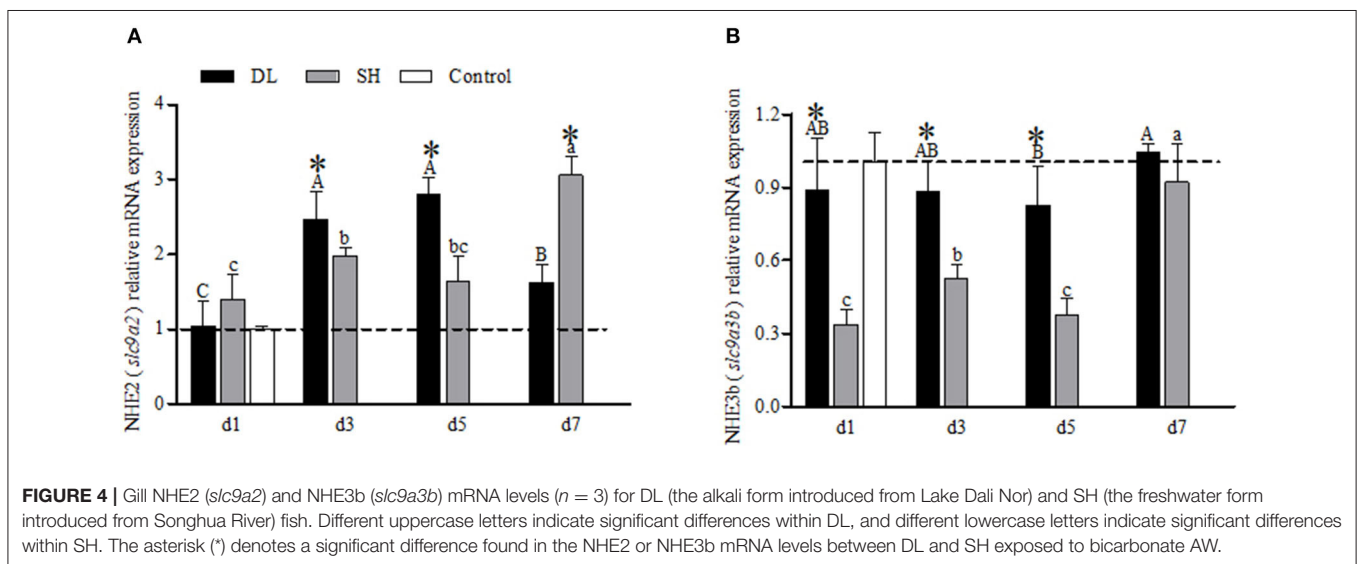 A
DL SH Control
NHE2 (slc9a2) relative mRNA expression
4
3
2
1
0
C
c
*
A
b
*
A
bc
B
*
a
d1 d3 d5 d7
B
NHE3b (slc9a3b) relative mRNA expression
1.2
0.9
0.6
0.3
0.0
*
AB
c
*
AB
b
*
B
c
A
a
d1 d3 d5 d7
FIGURE 4 | Gill NHE2 (slc9a2) and NHE3b (slc9a3b) mRNA levels (n = 3) for DL (the alkali form introduced from Lake Dali Nor) and SH (the freshwater form
introduced from Songhua River) fish. Different uppercase letters indicate significant differences within DL, and different lowercase letters indicate significant differences
within SH. The asterisk (*) denotes a significant difference found in the NHE2 or NHE3b mRNA levels between DL and SH exposed to bicarbonate AW.